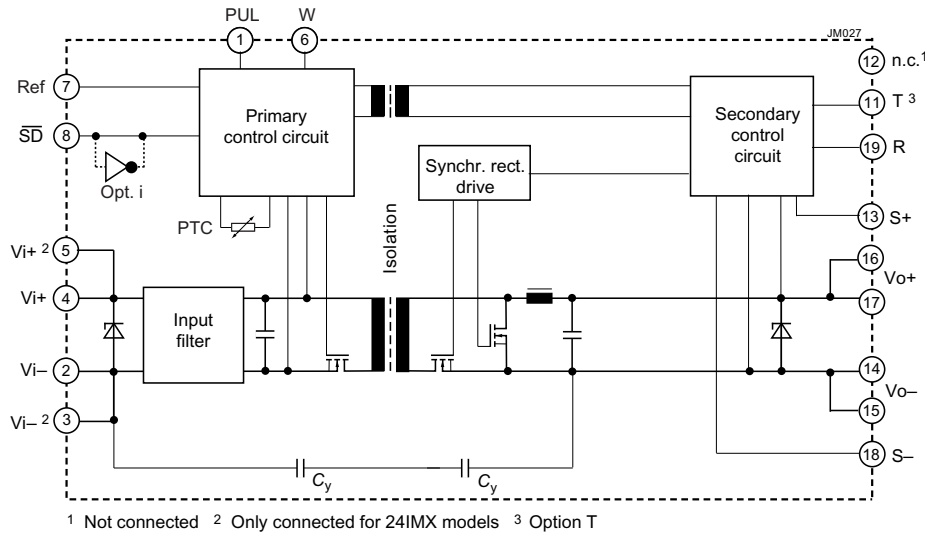 PUL W
1 6
JM027
12 n.c.¹
Ref 7
T ³
11
Primary
control circuit
Secondary
control
circuit
SD 8
R
19
Synchr. rect.
drive
Opt. i
PTC
Isolation
S+
13
Vi+ ²
5
16
Vo+
Vi+ 4
17
Input
filter
Vi– 2
14
Vo–
Vi– ²
3
15
S–
18
Cy Cy
¹ Not connected ² Only connected for 24IMX models ³ Option T